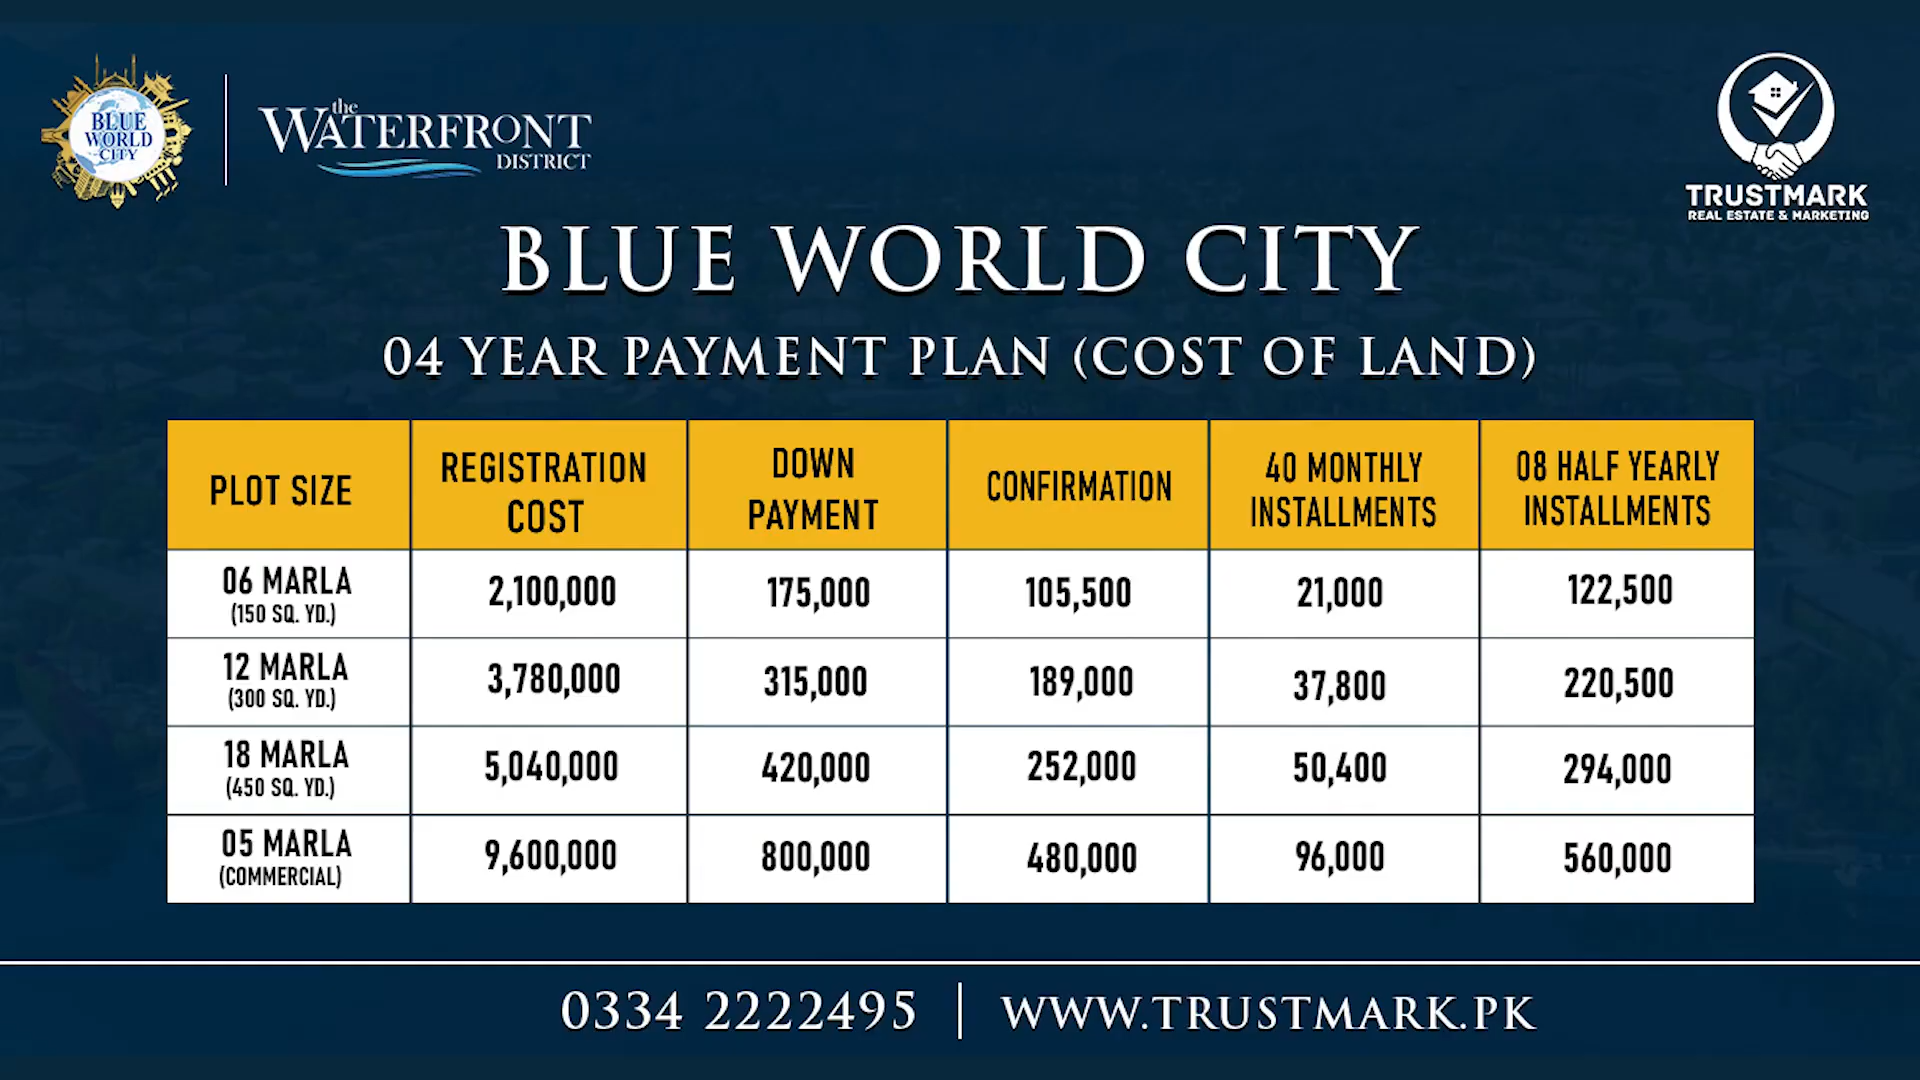 BLUE
WORLD
CITY
the
WATERFRONT
DISTRICT
TRUSTMARK
REAL ESTATE & MARKETING
BLUE WORLD CITY
04 YEAR PAYMENT PLAN (COST OF LAND)
PLOT SIZE
REGISTRATION
COST
DOWN
PAYMENT
CONFIRMATION
40 MONTHLY
INSTALLMENTS
08 HALF YEARLY
INSTALLMENTS
06 MARLA
(150 SQ. YD.)
2,100,000
175,000
105,500
21,000
122,500
12 MARLA
(300 SQ. YD.)
3,780,000
315,000
189,000
37,800
220,500
18 MARLA
(450 SQ. YD.)
5,040,000
420,000
252,000
50,400
294,000
05 MARLA
(COMMERCIAL)
9,600,000
800,000
480,000
96,000
560,000
0334 2222495
WWW.TRUSTMARK.PK